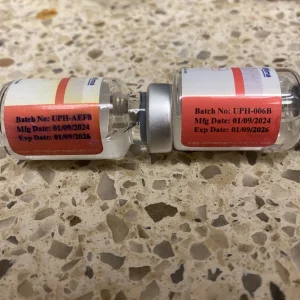 Batch No: UPH-AEF8
Mfg Date: 01/09/2024
Exp Date: 01/09/2026
Batch No: UPH-006B
Mfg Date: 01/09/2024
Exp Date: 01/09/2026